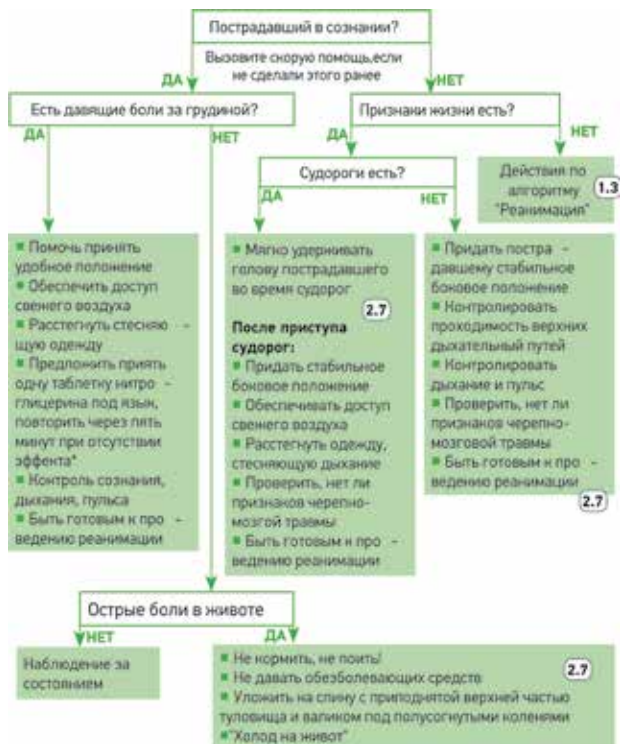 Пострадавший в сознании?
Вызовите скорую помощь,если
не сделали этого ранее
ДА
НЕТ
Есть давящие боли за грудиной?
ДА
НЕТ
Признаки жизни есть?
ДА
НЕТ
Судороги есть?
ДА
НЕТ
Действия по
алгоритму
"Реанимация"
1.3
■ Помочь принять
удобное положение
■ Обеспечить доступ
свежего воздуха
■ Расстегнуть стесняю -
щую одежду
■ Предложить приять
одну таблетку нитро -
глицерина под язык,
повторить через пять
минут при отсутствии
эффекта*
■ Контроль сознания,
дыхания, пульса
■ Быть готовым к про -
ведению реанимации
■ Мягко удерживать
голову пострадавшего
во время судорог
2.7
После приступа
судорог:
■ Придать стабильное
боковое положение
■ Обеспечивать доступ
свежего воздуха
■ Расстегнуть одежду,
стесняющую дыхание
■ Проверить, нет ли
признаков черепно-
мозгой травмы
■ Быть готовым к про -
ведению реанимации
■ Придать постра -
давшему стабильное
боковое положение
■ Контролировать
проходимость верхних
дыхательный путей
■ Контролировать
дыхание и пульс
■ Проверить, нет ли
признаков черепно-
мозговой травмы
■ Быть готовым к про -
ведению реанимации
2.7
Острые боли в животе
НЕТ
ДА
Наблюдение за
состоянием
■ Не кормить, не поить!
2.7
■ Не давать обезболевающих средств
■ Уложить на спину с приподнятой верхней частью
туловища и валиком под полусогнутыми коленями
■"Холод на живот"